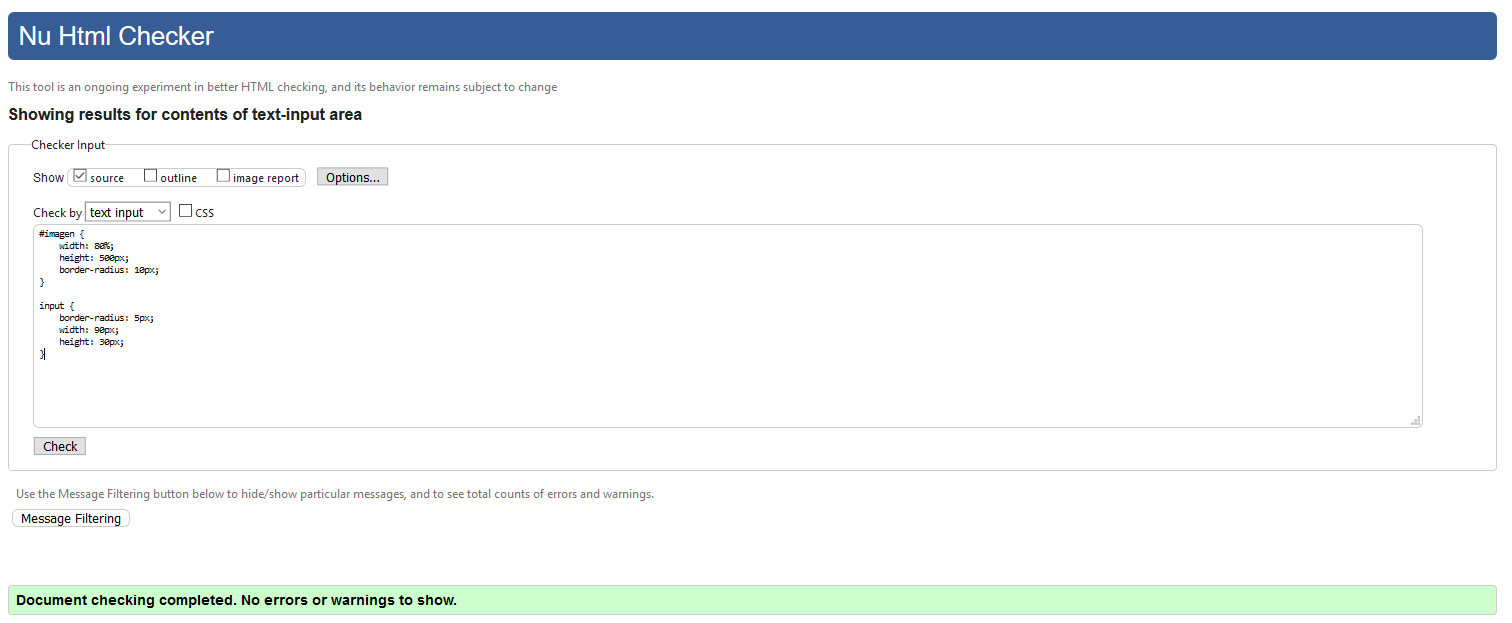 Nu Html Checker
This tool is an ongoing experiment in better HTML checking, and its behavior remains subject to change
Showing results for contents of text-input area
Checker Input
Show source outline image report Options...
Check by text input CSS
#imagen {
    width: 80%;
    height: 500px;
    border-radius: 10px;
}
input {
    border-radius: 5px;
    width: 90px;
    height: 30px;
}
Check
Use the Message Filtering button below to hide/show particular messages, and to see total counts of errors and warnings.
Message Filtering
Document checking completed. No errors or warnings to show.